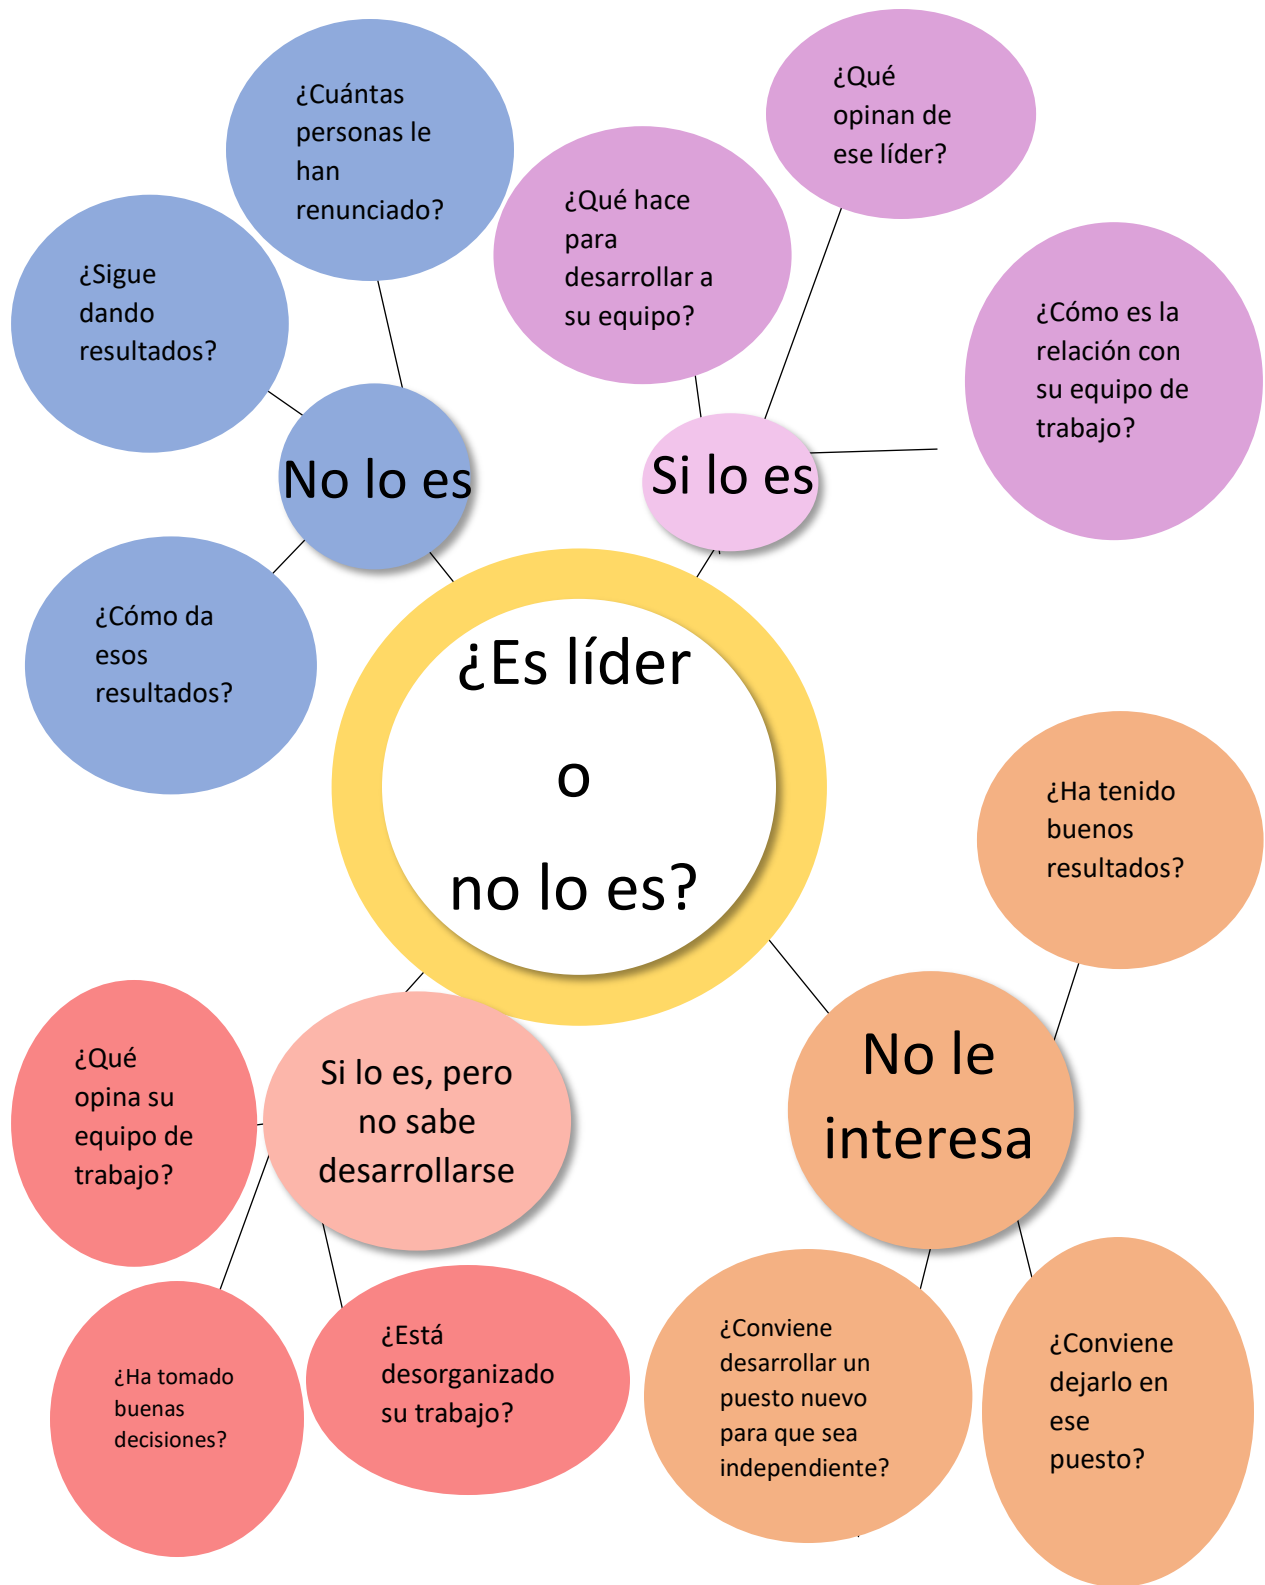 ¿Cuántas
personas le
han
renunciado?
¿Sigue
dando
resultados?
No lo es
¿Cómo da
esos
resultados?
¿Qué
opinan de
ese líder?
¿Qué hace
para
desarrollar a
su equipo?
¿Cómo es la
relación con
su equipo de
trabajo?
Si lo es
¿Es líder
o
no lo es?
¿Ha tenido
buenos
resultados?
No le
interesa
¿Conviene
desarrollar un
puesto nuevo
para que sea
independiente?
¿Conviene
dejarlo en
ese
puesto?
Si lo es, pero
no sabe
desarrollarse
¿Qué
opina su
equipo de
trabajo?
¿Ha tomado
buenas
decisiones?
¿Está
desorganizado
su trabajo?